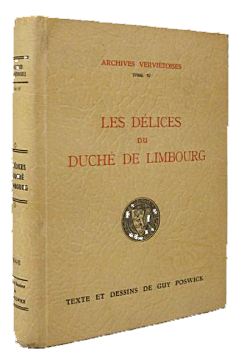 ARCHIVES VERVIÉTOISES
TOME VI
LES DÉLICES
DU
DUCHÉ DE LIMBOURG
TEXTE ET DESSINS DE GUY POSWICK